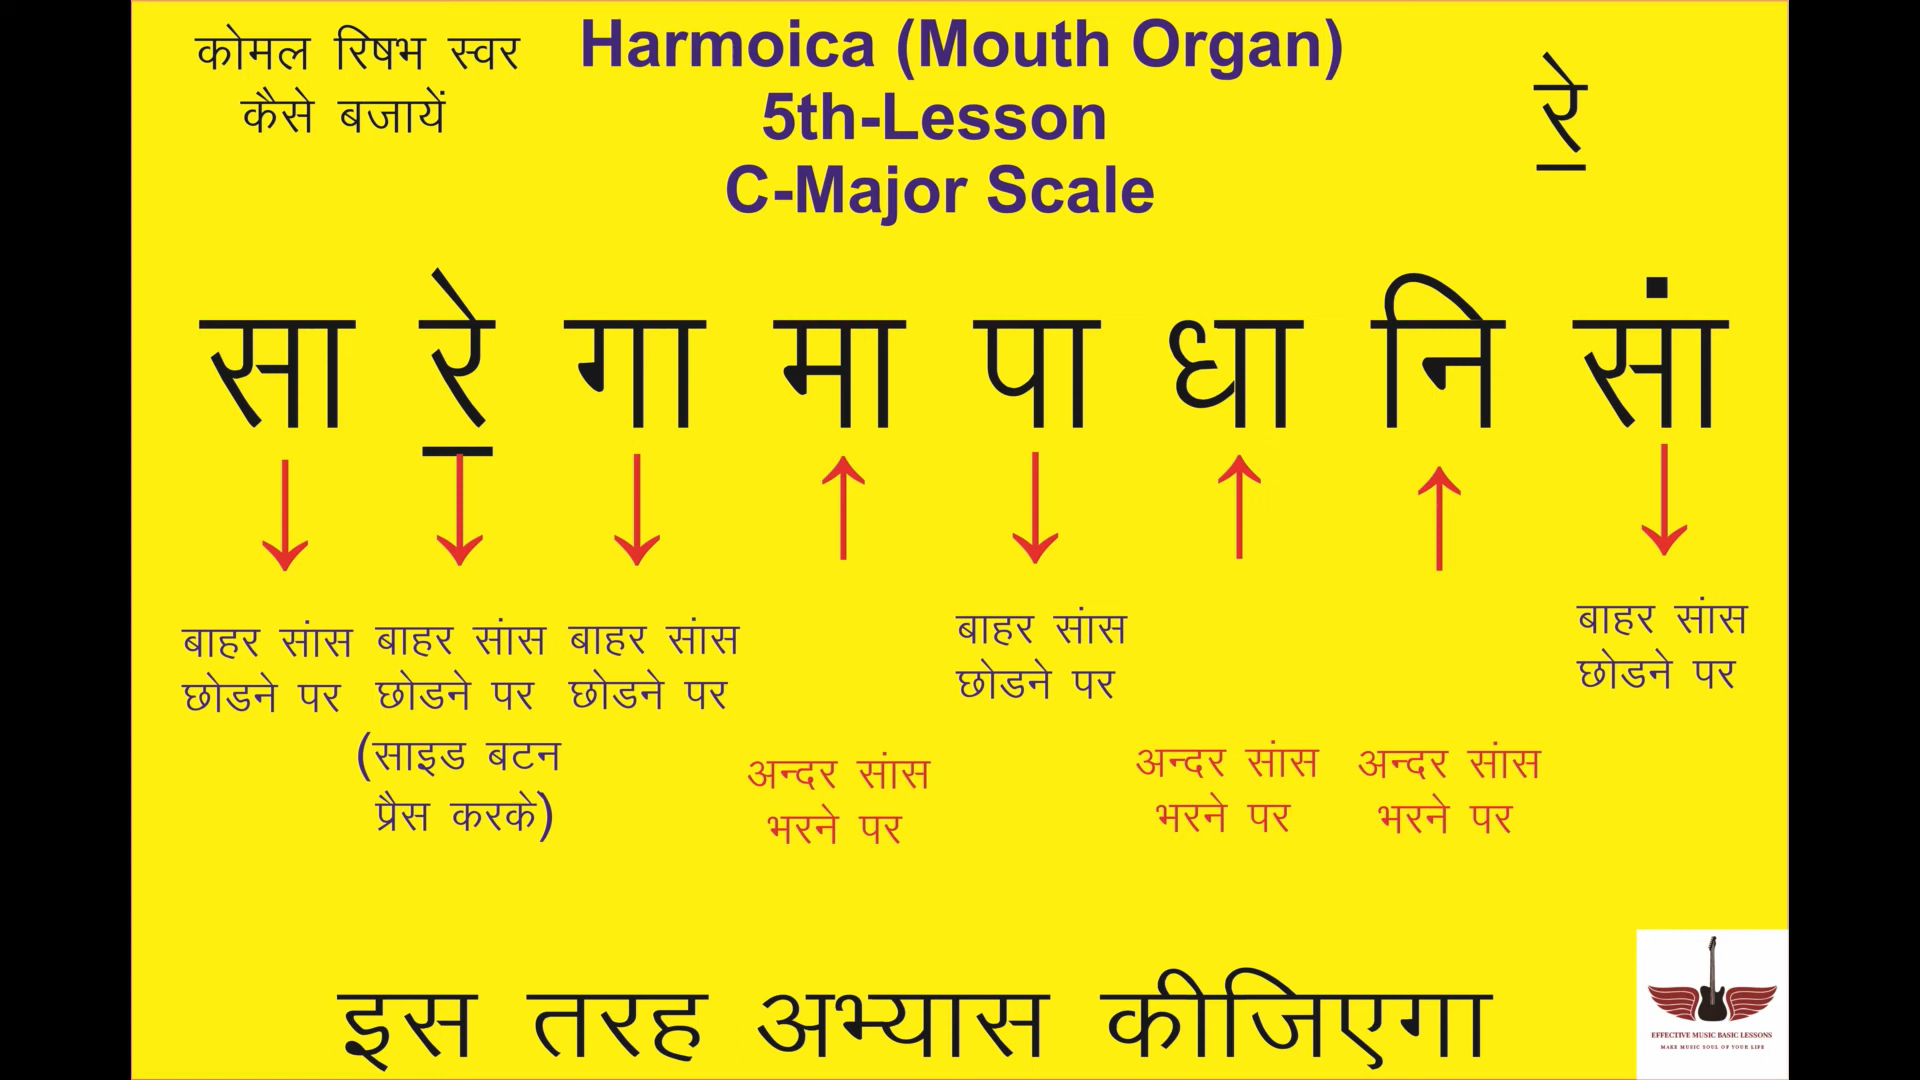 कोमल रिषभ स्वर
कैसे बजायें
Harmoica (Mouth Organ)
5th-Lesson
C-Major Scale
रे
सा रे गा मा पा धा नि सां
बाहर सांस
छोडने पर
बाहर सांस
छोडने पर
(साइड बटन
प्रैस करके)
बाहर सांस
छोडने पर
अन्दर सांस
भरने पर
बाहर सांस
छोडने पर
अन्दर सांस
भरने पर
अन्दर सांस
भरने पर
बाहर सांस
छोडने पर
इस तरह अभ्यास कीजिएगा
EFFECTIVE MUSIC BASIC LESSONS
MAKE MUSIC SOUL OF YOUR LIFE